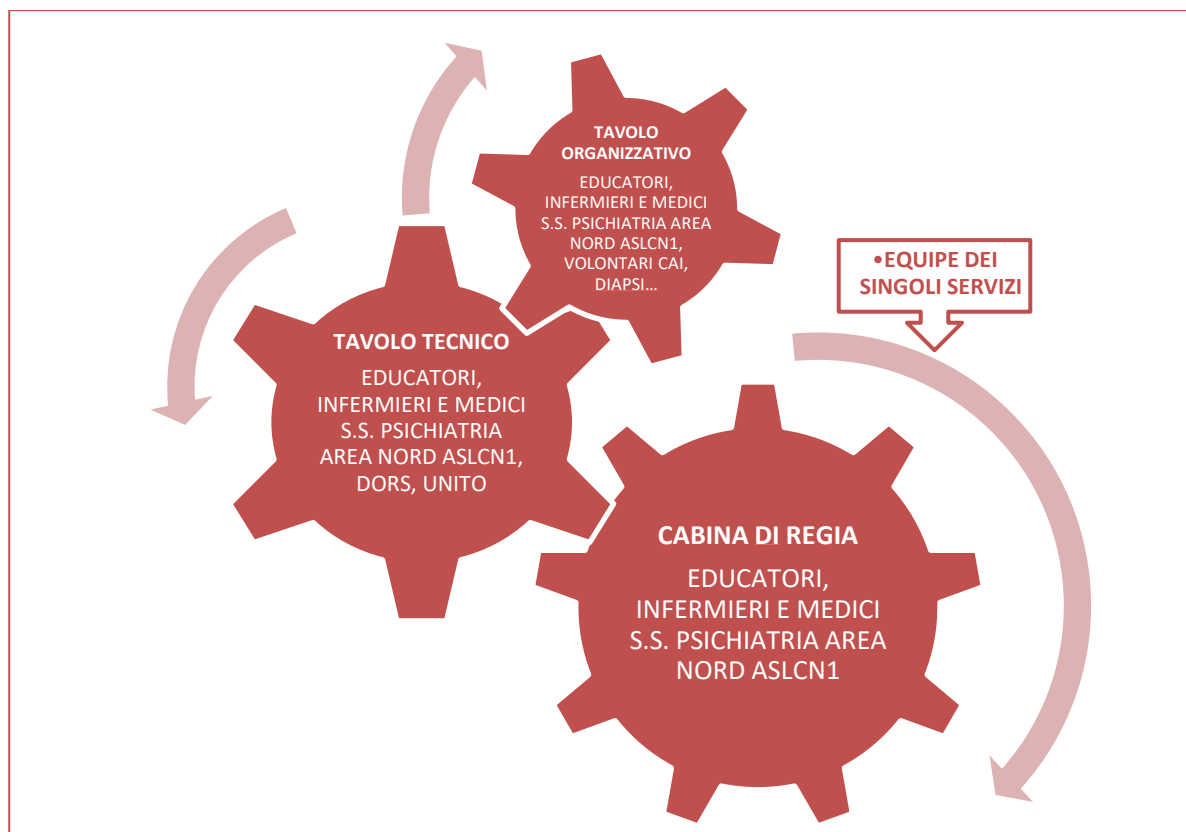 TAVOLO
ORGANIZZATIVO
EDUCATORI,
INFERMIERI E MEDICI
S.S. PSICHIATRIA AREA
NORD ASLCN1,
VOLONTARI CAI,
DIAPSI…
•EQUIPE DEI
SINGOLI SERVIZI
TAVOLO TECNICO
EDUCATORI,
INFERMIERI E MEDICI
S.S. PSICHIATRIA
AREA NORD ASLCN1,
DORS, UNITO
CABINA DI REGIA
EDUCATORI,
INFERMIERI E MEDICI
S.S. PSICHIATRIA AREA
NORD ASLCN1